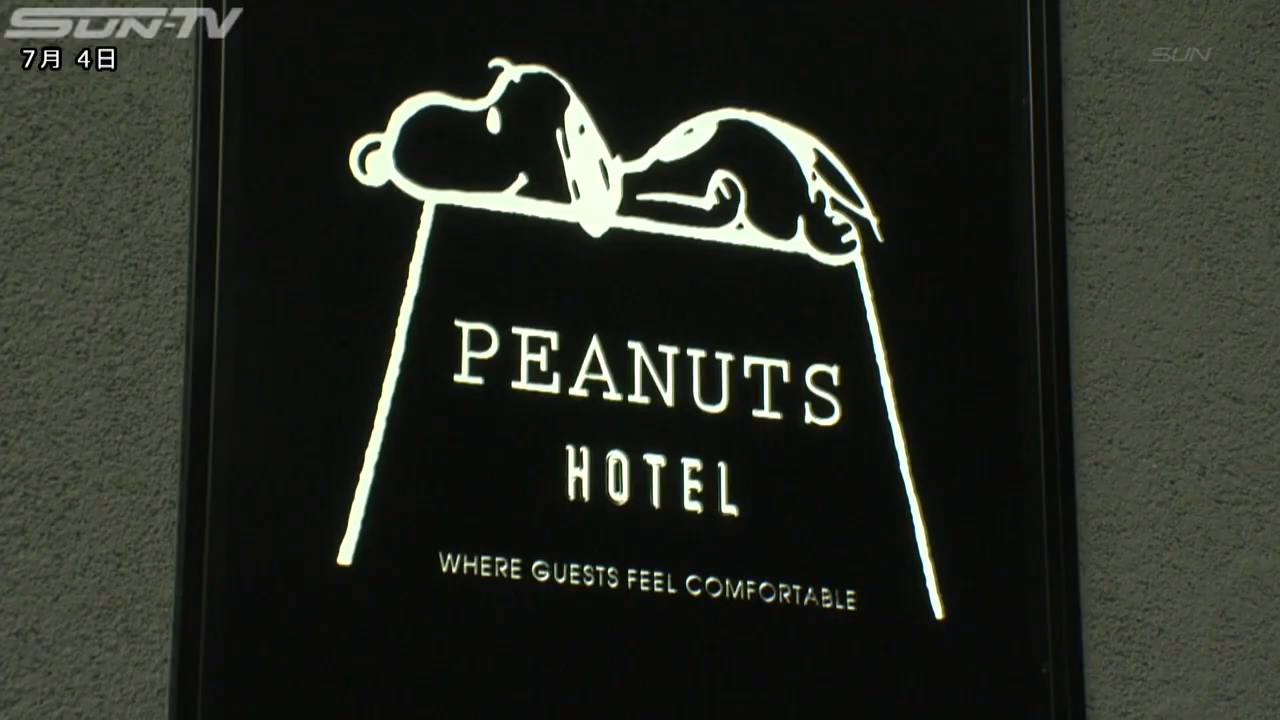 SUN-TV
7月 4日
SUN
PEANUTS
HOTEL
WHERE GUESTS FEEL COMFORTABLE